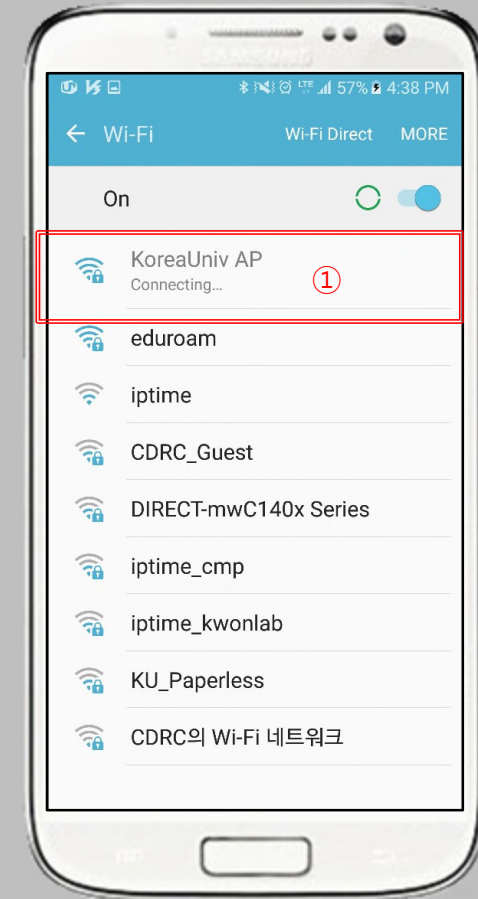 SAMSUNG
LTE 57% 4:38 PM
Wi-Fi Wi-Fi Direct MORE
On
KoreaUniv AP
Connecting...
①
eduroam
iptime
CDRC_Guest
DIRECT-mwC140x Series
iptime_cmp
iptime_kwonlab
KU_Paperless
CDRC의 Wi-Fi 네트워크